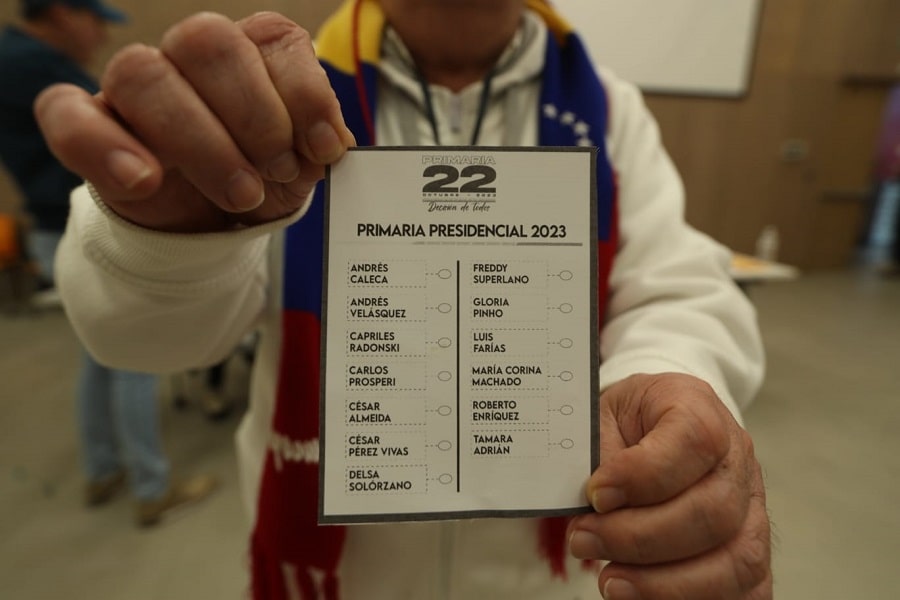 PRIMARIA
22
OCTUBRE - 2023
Decisión de Todos
PRIMARIA PRESIDENCIAL 2023
ANDRÉS
CALECA
ANDRÉS
VELÁSQUEZ
CAPRILES
RADONSKI
CARLOS
PROSPERI
CÉSAR
ALMEIDA
CÉSAR
PÉREZ VIVAS
DELSA
SOLÓRZANO
FREDDY
SUPERLANO
GLORIA
PINHO
LUIS
FARÍAS
MARÍA CORINA
MACHADO
ROBERTO
ENRÍQUEZ
TAMARA
ADRIÁN